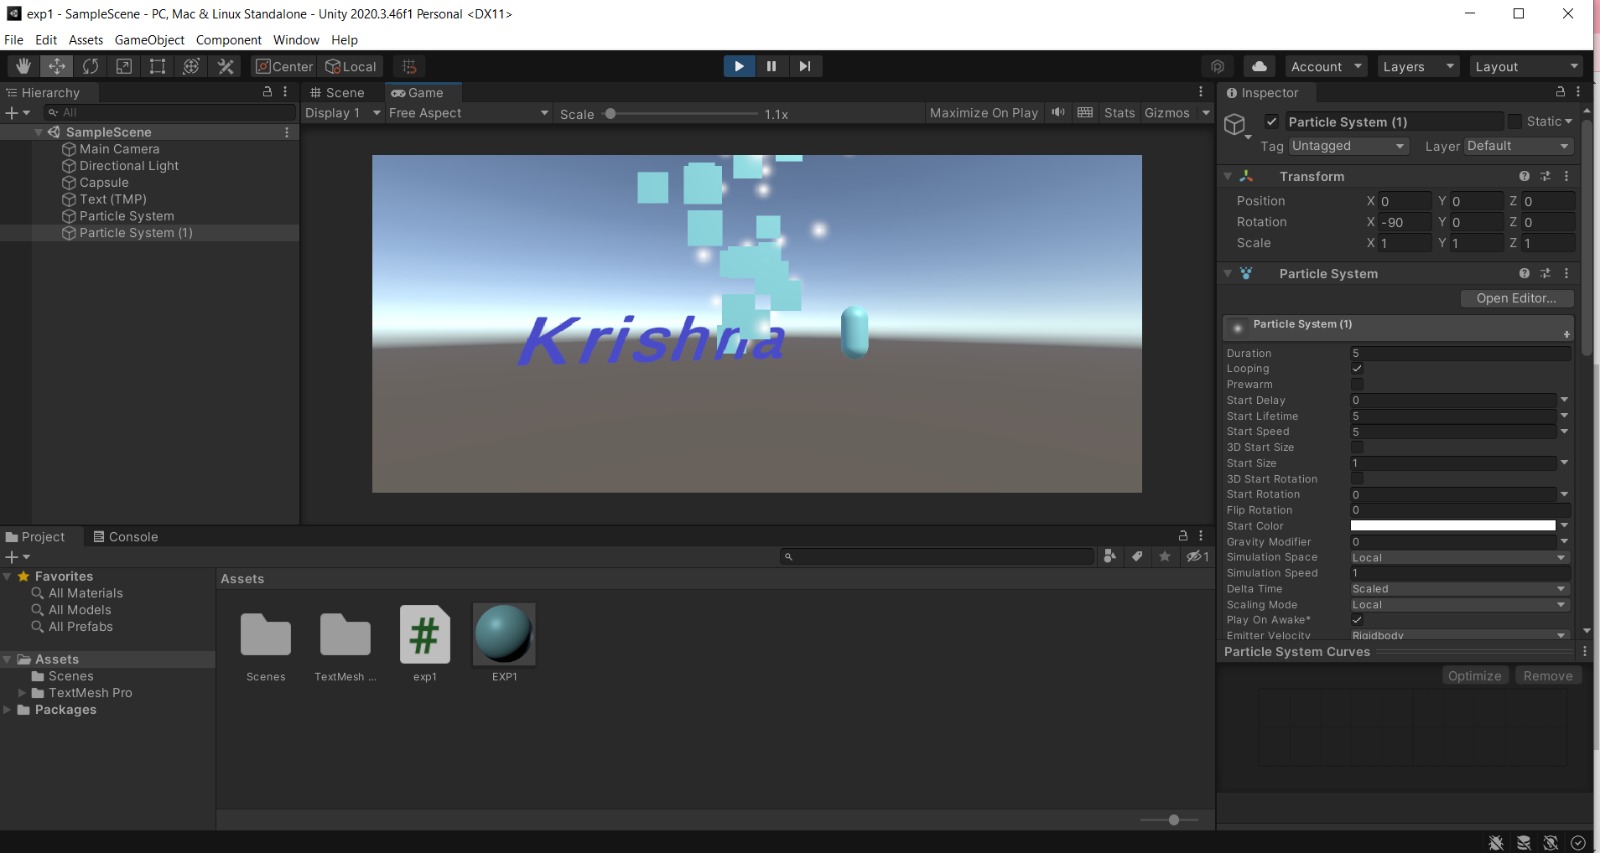 exp1 - SampleScene - PC, Mac & Linux Standalone - Unity 2020.3.46f1 Personal <DX11>
File Edit Assets GameObject Component Window Help
Center Local Account Layers Layout
Hierarchy
All
SampleScene
Main Camera
Directional Light
Capsule
Text (TMP)
Particle System
Particle System (1)
Scene Game
Display 1 Free Aspect Scale 1.1x Maximize On Play Stats Gizmos
Krishna
Inspector
Particle System (1) Static
Tag Untagged Layer Default
Transform
Position X 0 Y 0 Z 0
Rotation X -90 Y 0 Z 0
Scale X 1 Y 1 Z 1
Particle System
Open Editor...
Particle System (1)
Duration 5
Looping
Prewarm
Start Delay 0
Start Lifetime 5
Start Speed 5
3D Start Size
Start Size 1
3D Start Rotation
Start Rotation 0
Flip Rotation 0
Start Color
Gravity Modifier 0
Simulation Space Local
Simulation Speed 1
Delta Time Scaled
Scaling Mode Local
Play On Awake*
Emitter Velocity Rigidbody
Particle System Curves
Optimize Remove
Project Console
1
Favorites
All Materials
All Models
All Prefabs
Assets
Scenes
TextMesh Pro
Packages
Assets
Scenes TextMesh ... # exp1 EXP1